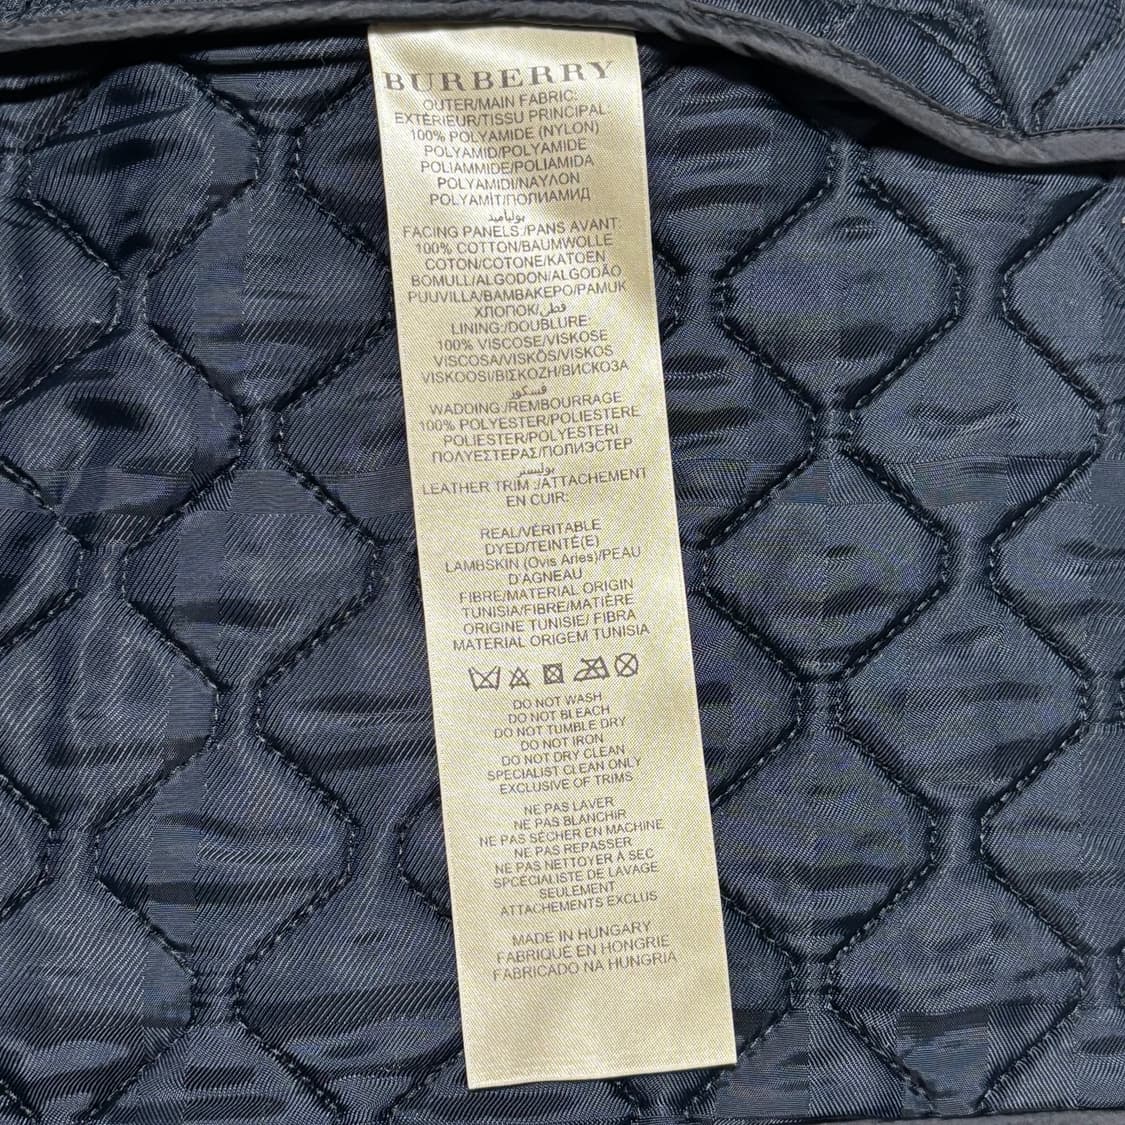 BURBERRY
OUTER/MAIN FABRIC:
EXTÉRIEUR/TISSU PRINCIPAL:
100% POLYAMIDE (NYLON)
POLYAMID/POLYAMIDE
POLIAMMIDE/POLIAMIDA
POLYAMIDI/ΝΑΥΛΟΝ
POLYAMİT/ПОЛИАМИД
بوليأميد
FACING PANELS:/PANS AVANT:
100% COTTON/BAUMWOLLE
COTON/COTONE/KATOEN
BOMULL/ALGODON/ALGODÃO
PUUVILLA/ΒΑΜΒΑΚΕΡΟ/PAMUK
ХЛОПОК/قطن
LINING:/DOUBLURE:
100% VISCOSE/VISKOSE
VISCOSA/VISKÖS/VISKOS
VISKOOSI/ΒΙΣΚΟΖΗ/ВИСКОЗА
فسكوز
WADDING:/REMBOURRAGE
100% POLYESTER/POLIESTERE
POLIESTER/POLYESTERI
ΠΟΛΥΕΣΤΕΡΑΣ/ПОЛИЭСТЕР
بوليستر
LEATHER TRIM :/ATTACHEMENT
EN CUIR:
REAL/VÉRITABLE
DYED/TEINTÉ(E)
LAMBSKIN (Ovis Aries)/PEAU
D'AGNEAU
FIBRE/MATERIAL ORIGIN
TUNISIA/FIBRE/MATIÈRE
ORIGINE TUNISIE/ FIBRA
MATERIAL ORIGEM TUNISIA
DO NOT WASH
DO NOT BLEACH
DO NOT TUMBLE DRY
DO NOT IRON
DO NOT DRY CLEAN
SPECIALIST CLEAN ONLY
EXCLUSIVE OF TRIMS
NE PAS LAVER
NE PAS BLANCHIR
NE PAS SÉCHER EN MACHINE
NE PAS REPASSER
NE PAS NETTOYER À SEC
SPCÉCIALISTE DE LAVAGE
SEULEMENT
ATTACHEMENTS EXCLUS
MADE IN HUNGARY
FABRIQUÉ EN HONGRIE
FABRICADO NA HUNGRIA